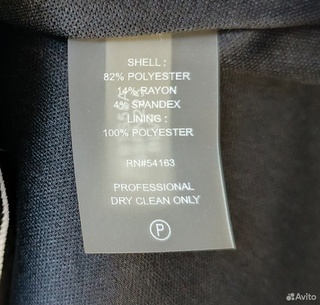 SHELL :
82% POLYESTER
14% RAYON
4% SPANDEX
LINING :
100% POLYESTER
RN#54163
PROFESSIONAL
DRY CLEAN ONLY
P
Avito